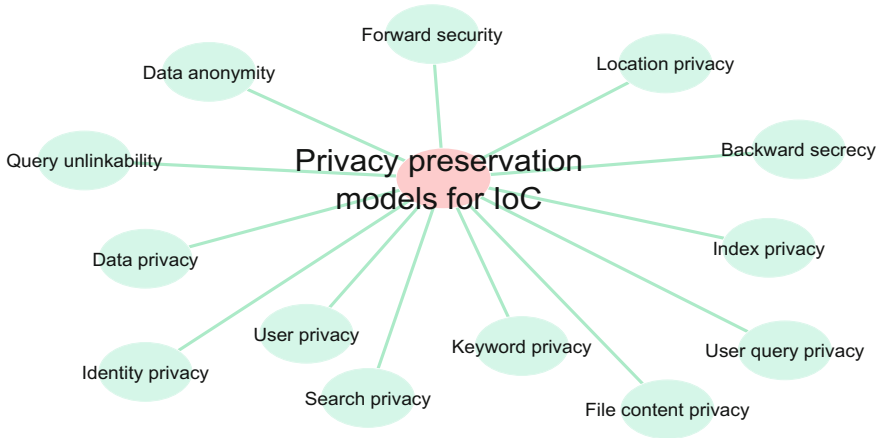 Forward security
Location privacy
Data anonymity
Backward secrecy
Query unlinkability
Privacy preservation
models for IoC
Index privacy
Data privacy
User privacy
Keyword privacy
User query privacy
Identity privacy
Search privacy
File content privacy